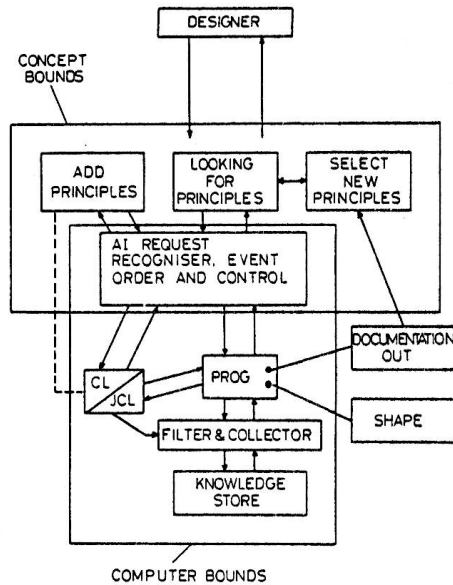 DESIGNER
CONCEPT
BOUNDS
ADD
PRINCIPLES
LOOKING
FOR
PRINCIPLES
SELECT
NEW
PRINCIPLES
AI REQUEST
RECOGNISER, EVENT
ORDER AND CONTROL
DOCUMENTATION
OUT
CL
JCL
PROG
SHAPE
FILTER & COLLECTOR
KNOWLEDGE
STORE
COMPUTER BOUNDS